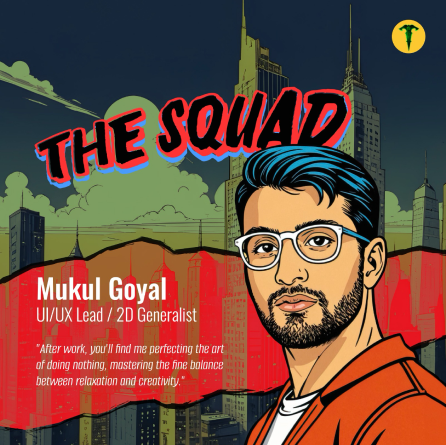 THE SQUAD
Mukul Goyal
UI/UX Lead / 2D Generalist
"After work, you'll find me perfecting the art
of doing nothing, mastering the fine balance
between relaxation and creativity."